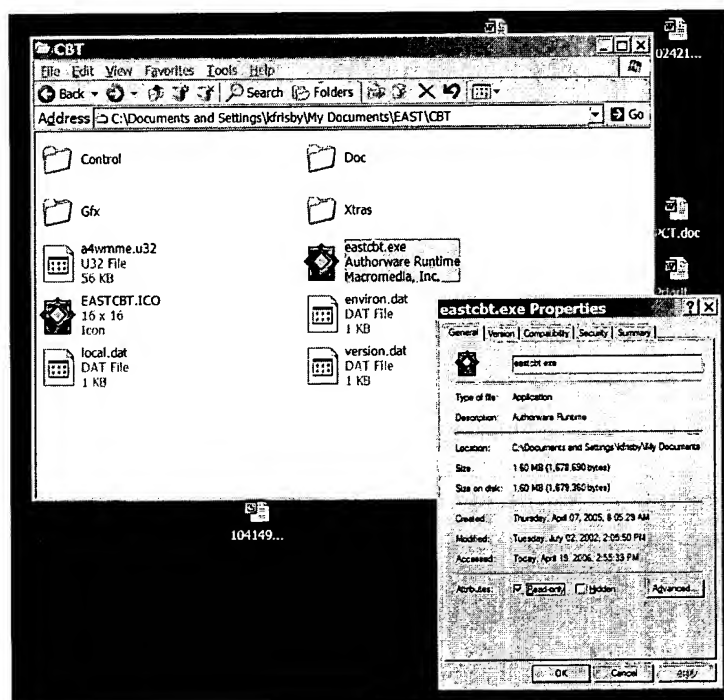 CBT
02421...
File Edit View Favorites Tools Help
Back Search Folders
Address C:\Documents and Settings\kfrisby\My Documents\EAST\CBT Go
Control
Doc
Gfx
Xtras
PCT.doc
a4wmme.u32
U32 File
56 KB
eastcbt.exe
Authorware Runtime
Macromedia, Inc.
EASTCBT.ICO
16 x 16
Icon
environ.dat
DAT File
1 KB
local.dat
DAT File
1 KB
version.dat
DAT File
1 KB
104149...
eastcbt.exe Properties
General Version Compatibility Security Summary
eastcbt.exe
Type of file: Application
Description: Authorware Runtime
Location: C:\Documents and Settings\kfrisby\My Documents
Size: 1.60 MB (1,678,690 bytes)
Size on disk: 1.60 MB (1,679,360 bytes)
Created: Thursday, April 07, 2005, 8:05:29 AM
Modified: Tuesday, July 02, 2002, 2:05:50 PM
Accessed: Today, April 19, 2006, 2:55:33 PM
Attributes: Read-only Hidden Advanced...
OK Cancel Apply